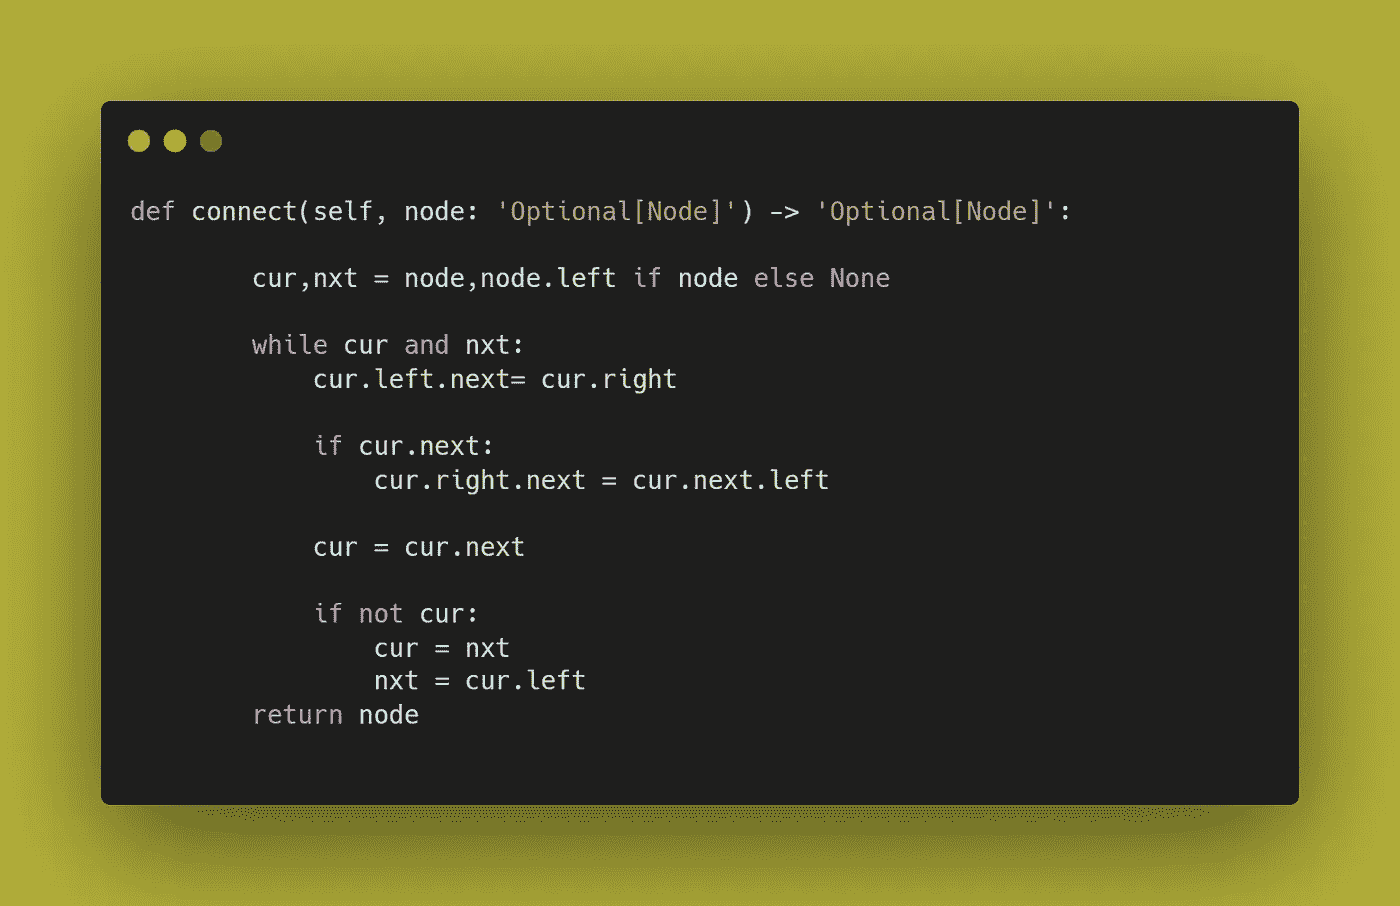 def connect(self, node: 'Optional[Node]') -> 'Optional[Node]':
        cur,nxt = node,node.left if node else None
        while cur and nxt:
            cur.left.next= cur.right
            if cur.next:
                cur.right.next = cur.next.left
            cur = cur.next
            if not cur:
                cur = nxt
                nxt = cur.left
        return node